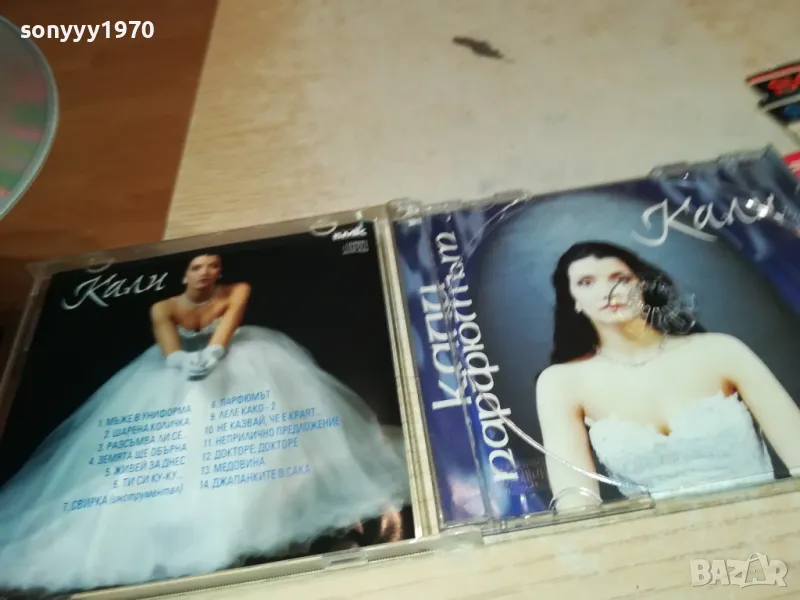 sonyyy1970
Кали
1. МЪЖЕ В УНИФОРМА
2. ШАРЕНА КОЛИЧКА
3. РАЗСЪМВА ЛИ СЕ...
4. ЗЕМЯТА ЩЕ ОБЪРНА
5. ЖИВЕЙ ЗА ДНЕС
6. ТИ СИ КУ-КУ...
7. СВИРКА (инструментал)
8. ПАРФЮМЪТ
9. ЛЕЛЕ КАКО - 2
10. НЕ КАЗВАЙ, ЧЕ Е КРАЯТ...
11. НЕПРИЛИЧНО ПРЕДЛОЖЕНИЕ
12. ДОКТОРЕ, ДОКТОРЕ
13. МЕДОВИНА
14. ДЖАПАНКИТЕ В САКА
кали
парфюмът
Кали
BAZAR